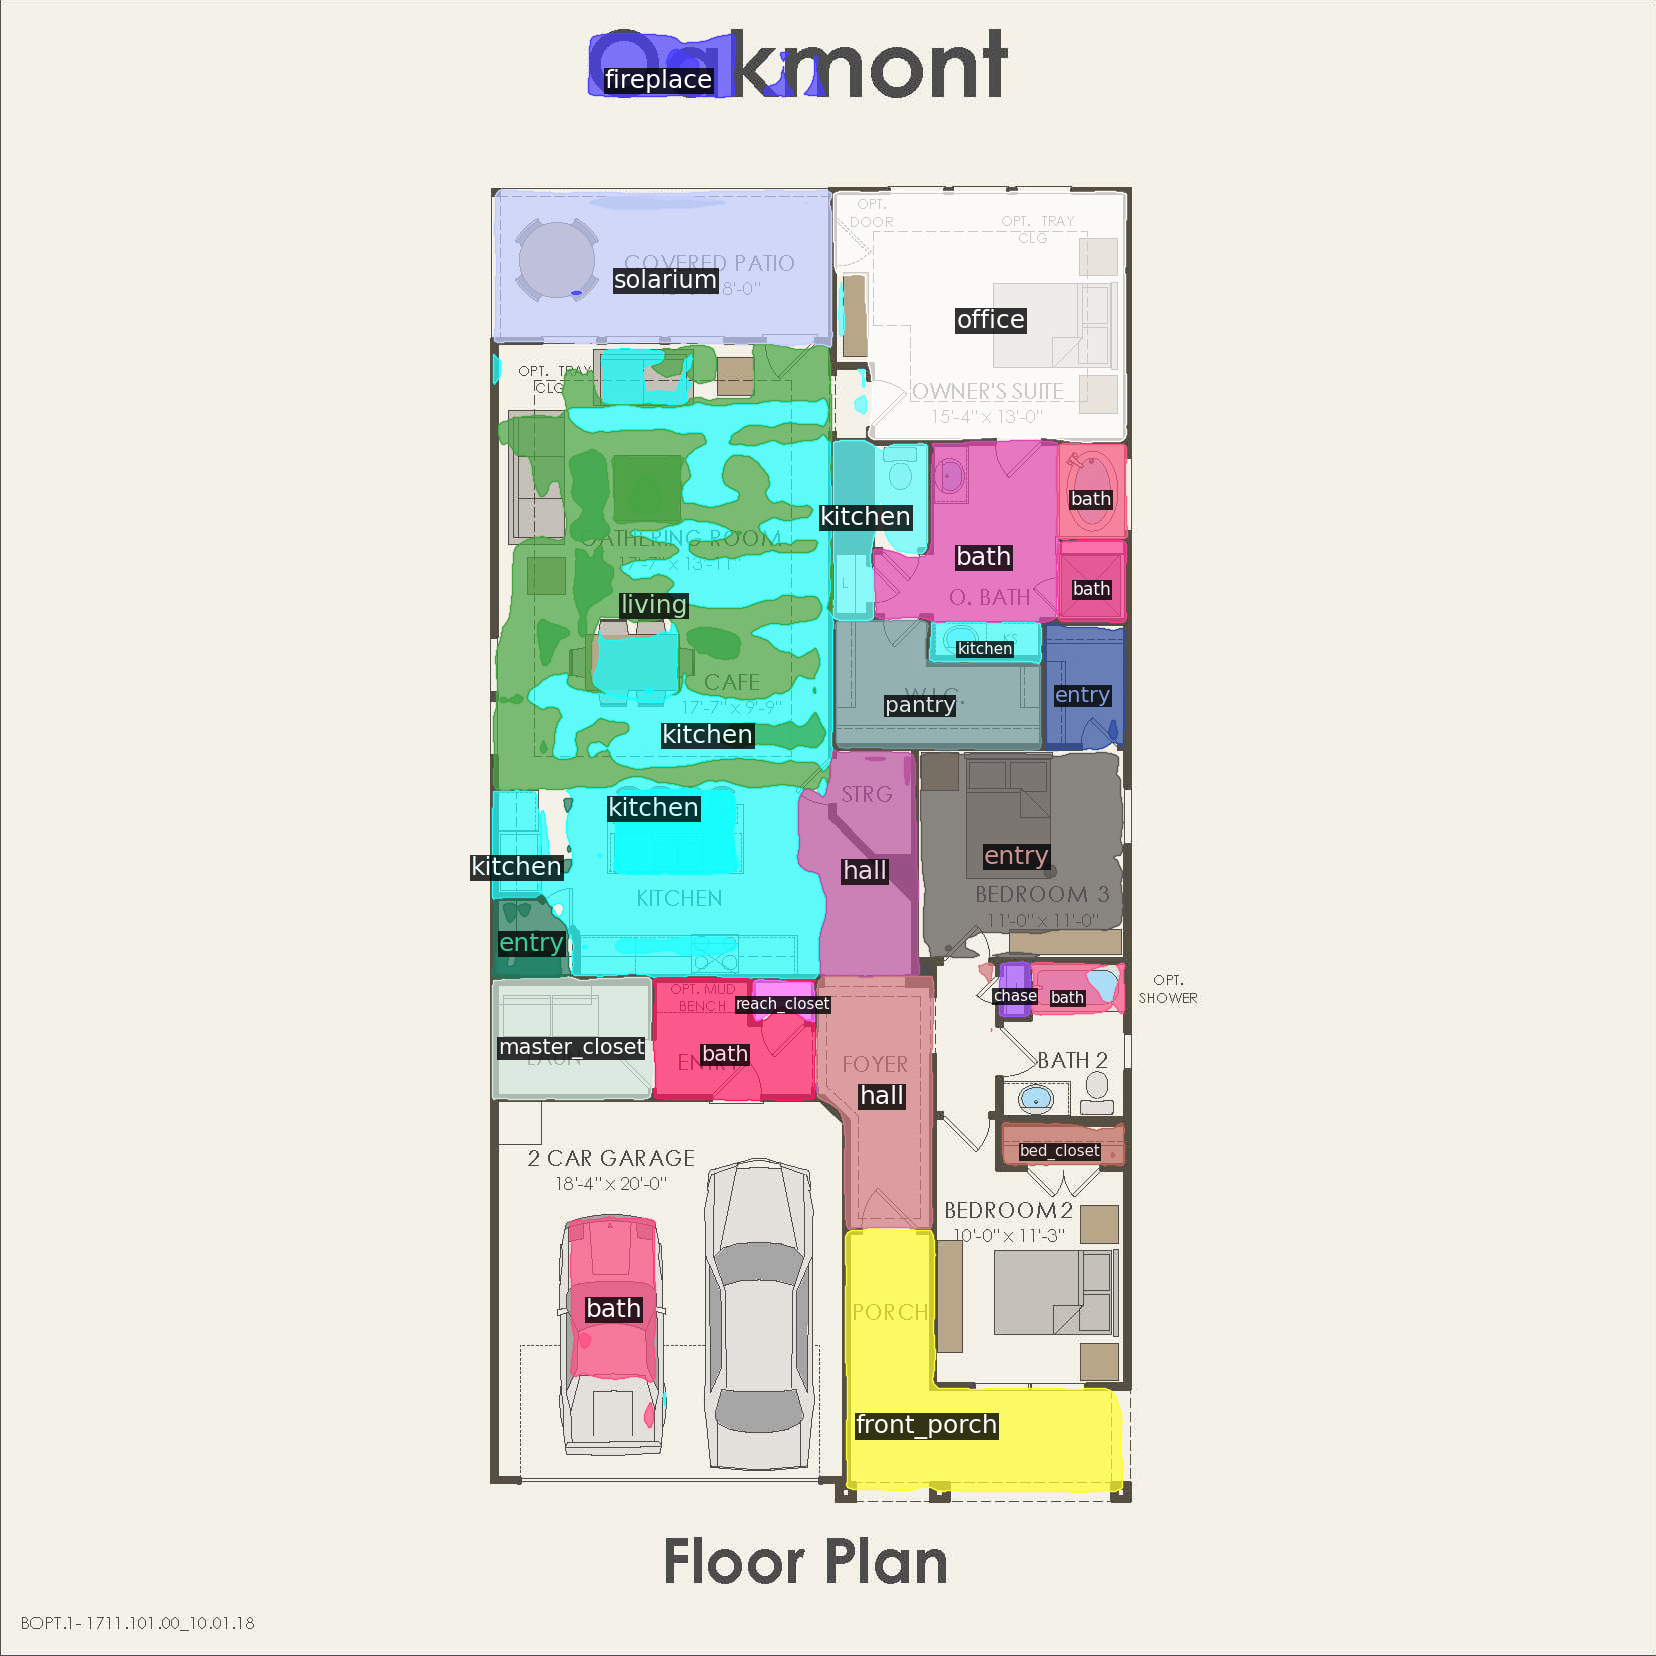 Oakmont
fireplace
OPT.
DOOR
OPT. TRAY
CLG
COVERED PATIO
solarium
8'-0"
office
OPT. TRAY
CLG
OWNER'S SUITE
15'-4" x 13'-0"
bath
kitchen
GATHERING ROOM
17'-7" x 13'-11"
bath
L
bath
O. BATH
living
KS
kitchen
CAFE
17'-7" x 9'-9"
W.I.C.
pantry
entry
kitchen
STRG
kitchen
kitchen
hall
entry
KITCHEN
BEDROOM 3
11'-0" x 11'-0"
entry
OPT. MUD
BENCH
reach_closet
chase
bath
OPT.
SHOWER
master_closet
LAUN
ENTRY
bath
FOYER
hall
BATH 2
bed_closet
2 CAR GARAGE
18'-4" x 20'-0"
BEDROOM 2
10'-0" x 11'-3"
bath
PORCH
front_porch
Floor Plan
BOPT.1- 1711.101.00_10.01.18